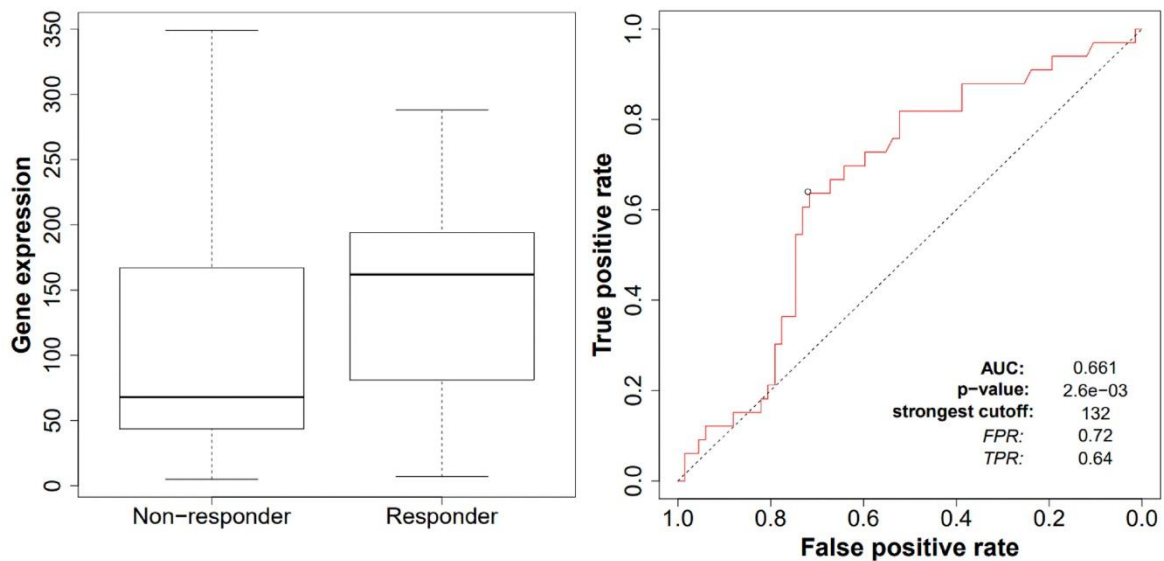 Gene expression
350
300
250
200
150
100
50
0
Non-responder Responder
True positive rate
1.0
0.8
0.6
0.4
0.2
0.0
AUC: 0.661
p-value: 2.6e-03
strongest cutoff: 132
FPR: 0.72
TPR: 0.64
1.0 0.8 0.6 0.4 0.2 0.0
False positive rate